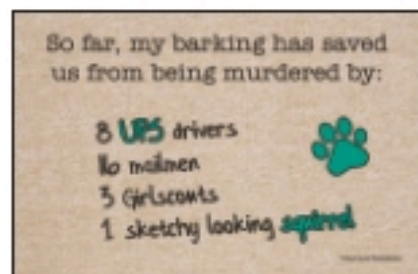 So far, my barking has saved
us from being murdered by:
8 UPS drivers
16 mailmen
3 Girlscouts
1 sketchy looking squirrel